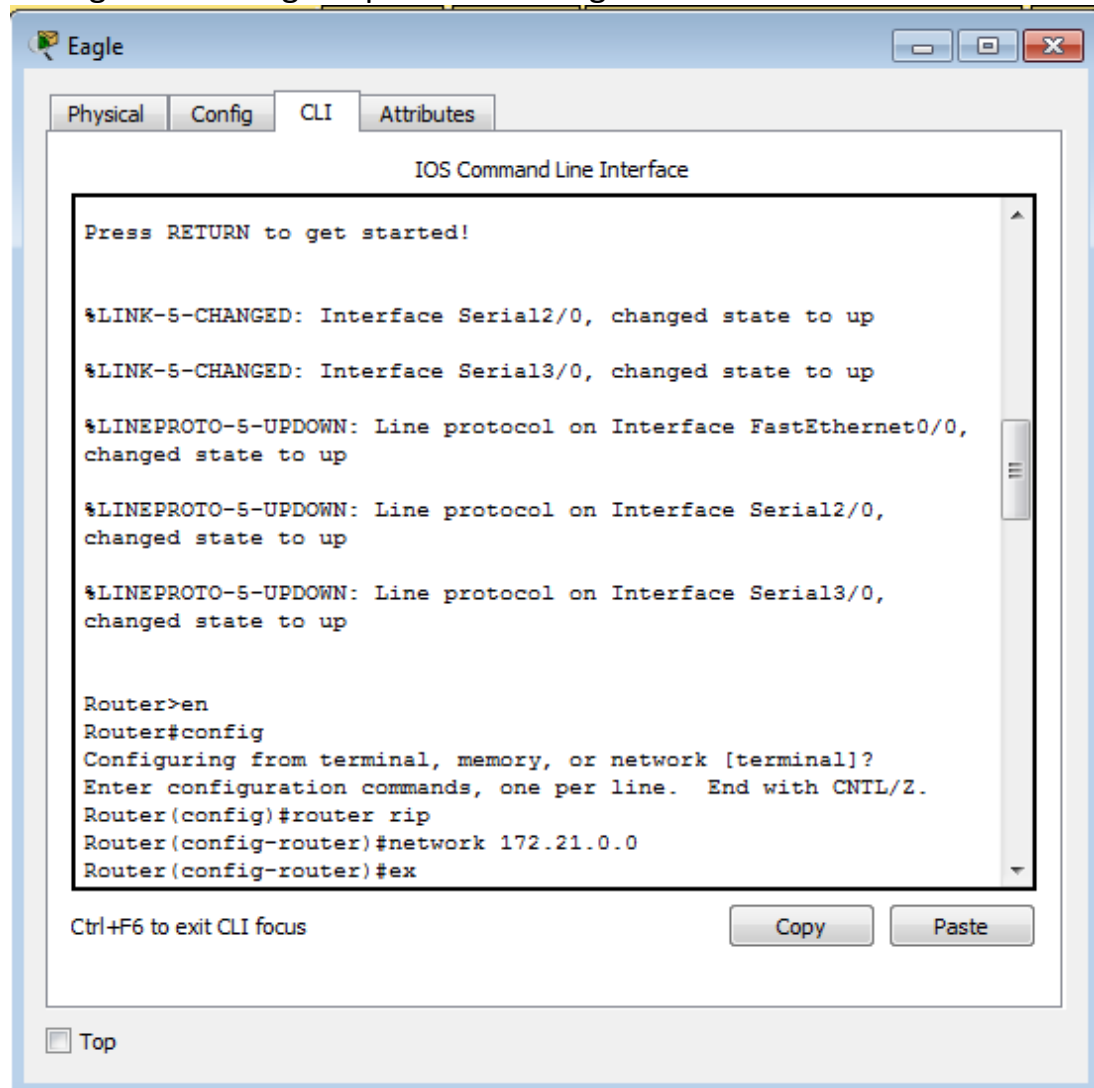 Eagle
Physical Config CLI Attributes
IOS Command Line Interface
Press RETURN to get started!
%LINK-5-CHANGED: Interface Serial2/0, changed state to up
%LINK-5-CHANGED: Interface Serial3/0, changed state to up
%LINEPROTO-5-UPDOWN: Line protocol on Interface FastEthernet0/0,
changed state to up
%LINEPROTO-5-UPDOWN: Line protocol on Interface Serial2/0,
changed state to up
%LINEPROTO-5-UPDOWN: Line protocol on Interface Serial3/0,
changed state to up
Router>en
Router#config
Configuring from terminal, memory, or network [terminal]?
Enter configuration commands, one per line.  End with CNTL/Z.
Router(config)#router rip
Router(config-router)#network 172.21.0.0
Router(config-router)#ex
Ctrl+F6 to exit CLI focus
Copy Paste
Top